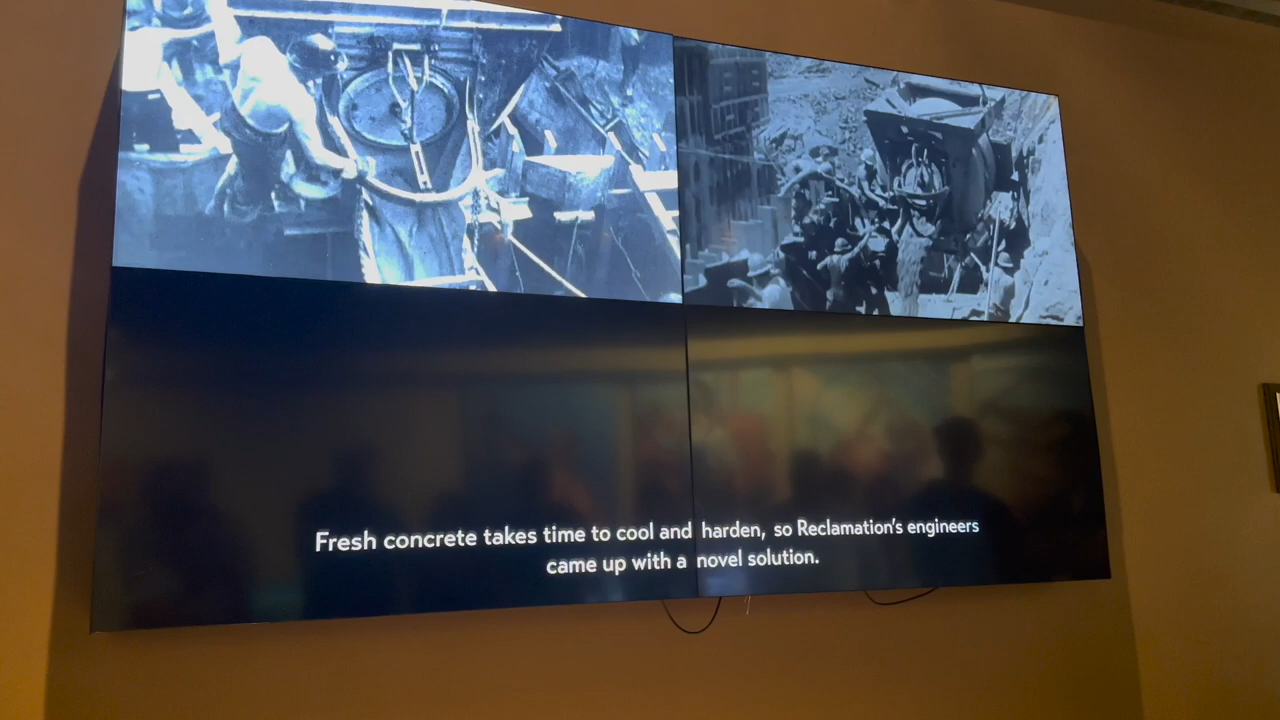 Fresh concrete takes time to cool and harden, so Reclamation's engineers
came up with a novel solution.